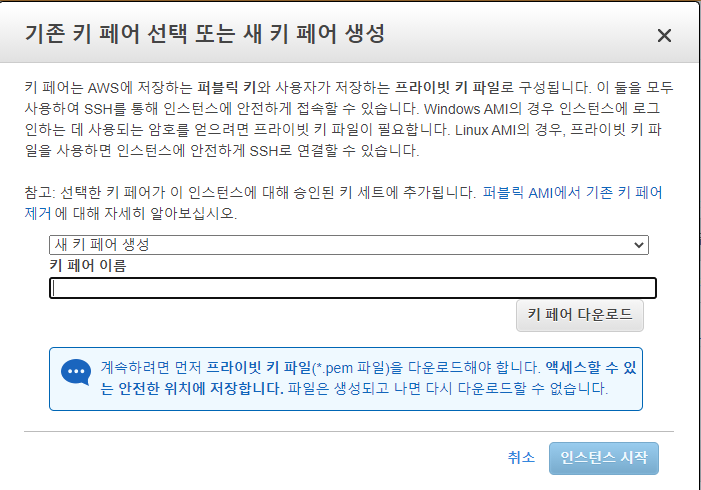 기존 키 페어 선택 또는 새 키 페어 생성
키 페어는 AWS에 저장하는 퍼블릭 키와 사용자가 저장하는 프라이빗 키 파일로 구성됩니다. 이 둘을 모두
사용하여 SSH를 통해 인스턴스에 안전하게 접속할 수 있습니다. Windows AMI의 경우 인스턴스에 로그
인하는 데 사용되는 암호를 얻으려면 프라이빗 키 파일이 필요합니다. Linux AMI의 경우, 프라이빗 키 파
일을 사용하면 인스턴스에 안전하게 SSH로 연결할 수 있습니다.
참고: 선택한 키 페어가 이 인스턴스에 대해 승인된 키 세트에 추가됩니다. 퍼블릭 AMI에서 기존 키 페어
제거 에 대해 자세히 알아보십시오.
새 키 페어 생성
키 페어 이름
키 페어 다운로드
계속하려면 먼저 프라이빗 키 파일(*.pem 파일)을 다운로드해야 합니다. 액세스할 수 있
는 안전한 위치에 저장합니다. 파일은 생성되고 나면 다시 다운로드할 수 없습니다.
취소 인스턴스 시작